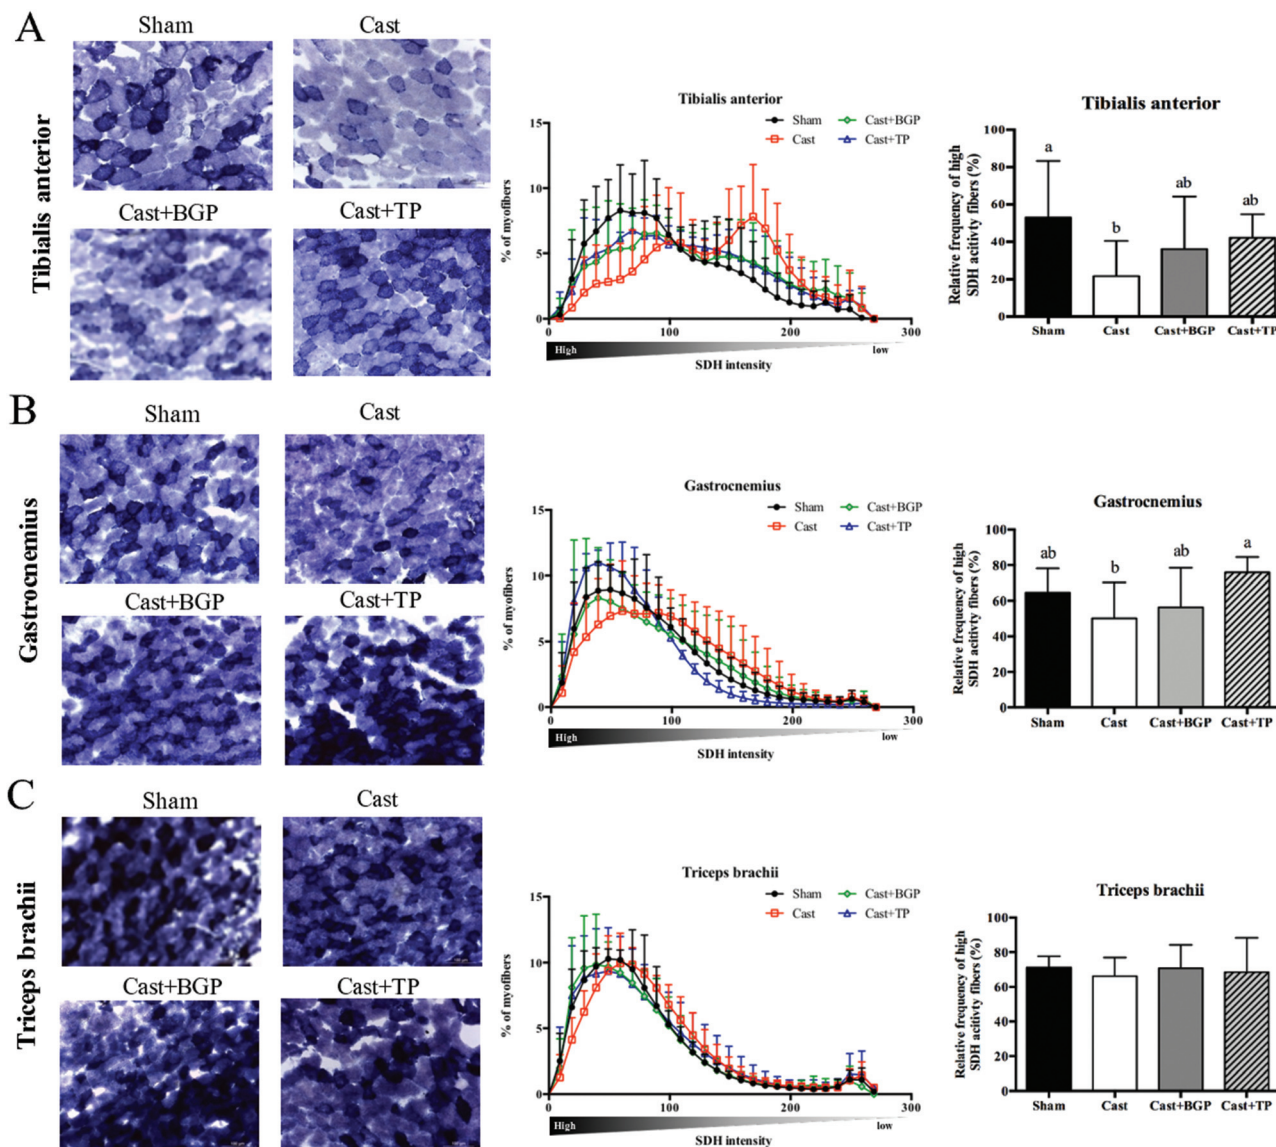 A
Sham
Cast
Cast+BGP
Cast+TP
Tibialis anterior
Tibialis anterior
Sham
Cast
Cast+BGP
Cast+TP
% of myofibers
15
10
5
0
0
100
200
300
High
low
SDH intensity
Tibialis anterior
Relative frequency of high
SDH acitivty fibers (%)
100
80
60
40
20
0
a
b
ab
ab
Sham
Cast
Cast+BGP
Cast+TP
B
Sham
Cast
Cast+BGP
Cast+TP
Gastrocnemius
Gastrocnemius
Sham
Cast
Cast+BGP
Cast+TP
% of myofibers
15
10
5
0
0
100
200
300
High
low
SDH intensity
Gastrocnemius
Relative frequency of high
SDH acitivty fibers (%)
100
80
60
40
20
0
ab
b
ab
a
Sham
Cast
Cast+BGP
Cast+TP
C
Sham
Cast
Cast+BGP
Cast+TP
Triceps brachii
Triceps brachii
Sham
Cast
Cast+BGP
Cast+TP
% of myofibers
15
10
5
0
0
100
200
300
High
low
SDH intensity
Triceps brachii
Relative frequency of high
SDH acitivty fibers (%)
100
80
60
40
20
0
Sham
Cast
Cast+BGP
Cast+TP